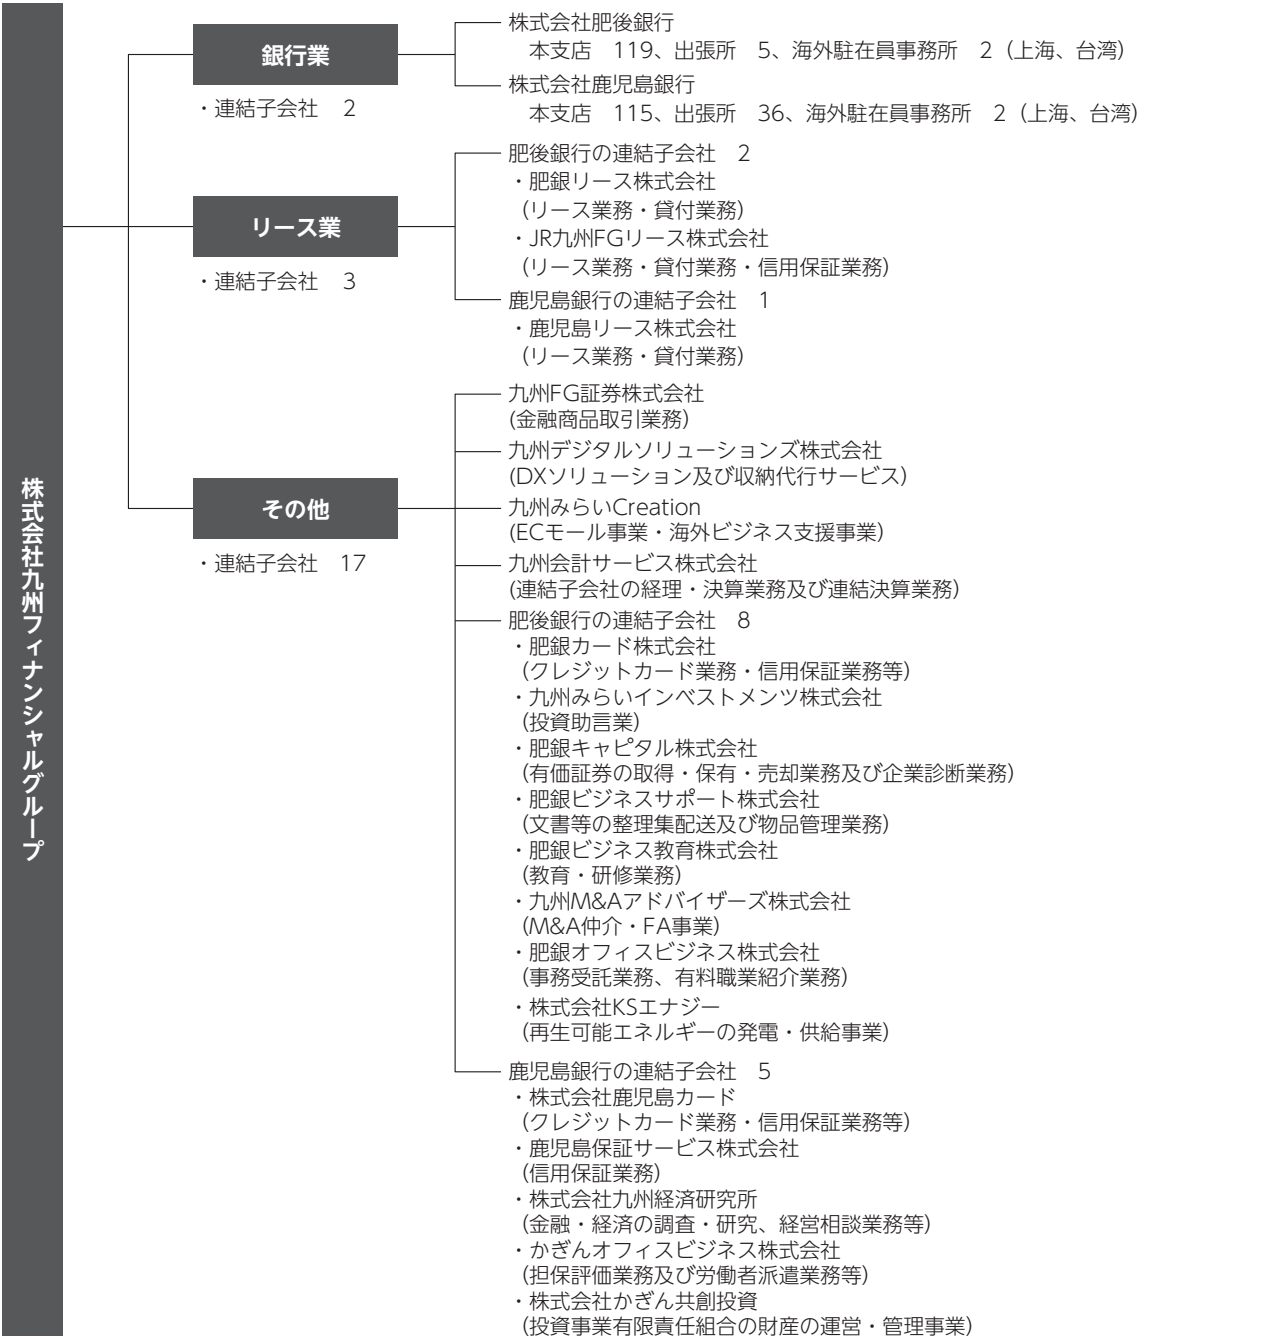 株式会社九州フィナンシャルグループ
銀行業
・連結子会社　2
株式会社肥後銀行
本支店　119、出張所　5、海外駐在員事務所　2（上海、台湾）
株式会社鹿児島銀行
本支店　115、出張所　36、海外駐在員事務所　2（上海、台湾）
リース業
・連結子会社　3
肥後銀行の連結子会社　2
・肥銀リース株式会社
（リース業務・貸付業務）
・JR九州FGリース株式会社
（リース業務・貸付業務・信用保証業務）
鹿児島銀行の連結子会社　1
・鹿児島リース株式会社
（リース業務・貸付業務）
その他
・連結子会社　17
九州FG証券株式会社
(金融商品取引業務)
九州デジタルソリューションズ株式会社
(DXソリューション及び収納代行サービス)
九州みらいCreation
(ECモール事業・海外ビジネス支援事業)
九州会計サービス株式会社
(連結子会社の経理・決算業務及び連結決算業務)
肥後銀行の連結子会社　8
・肥銀カード株式会社
（クレジットカード業務・信用保証業務等）
・九州みらいインベストメンツ株式会社
（投資助言業）
・肥銀キャピタル株式会社
（有価証券の取得・保有・売却業務及び企業診断業務）
・肥銀ビジネスサポート株式会社
（文書等の整理集配送及び物品管理業務）
・肥銀ビジネス教育株式会社
（教育・研修業務）
・九州M&Aアドバイザーズ株式会社
（M&A仲介・FA事業）
・肥銀オフィスビジネス株式会社
（事務受託業務、有料職業紹介業務）
・株式会社KSエナジー
（再生可能エネルギーの発電・供給事業）
鹿児島銀行の連結子会社　5
・株式会社鹿児島カード
（クレジットカード業務・信用保証業務等）
・鹿児島保証サービス株式会社
（信用保証業務）
・株式会社九州経済研究所
（金融・経済の調査・研究、経営相談業務等）
・かぎんオフィスビジネス株式会社
（担保評価業務及び労働者派遣業務等）
・株式会社かぎん共創投資
（投資事業有限責任組合の財産の運営・管理事業）